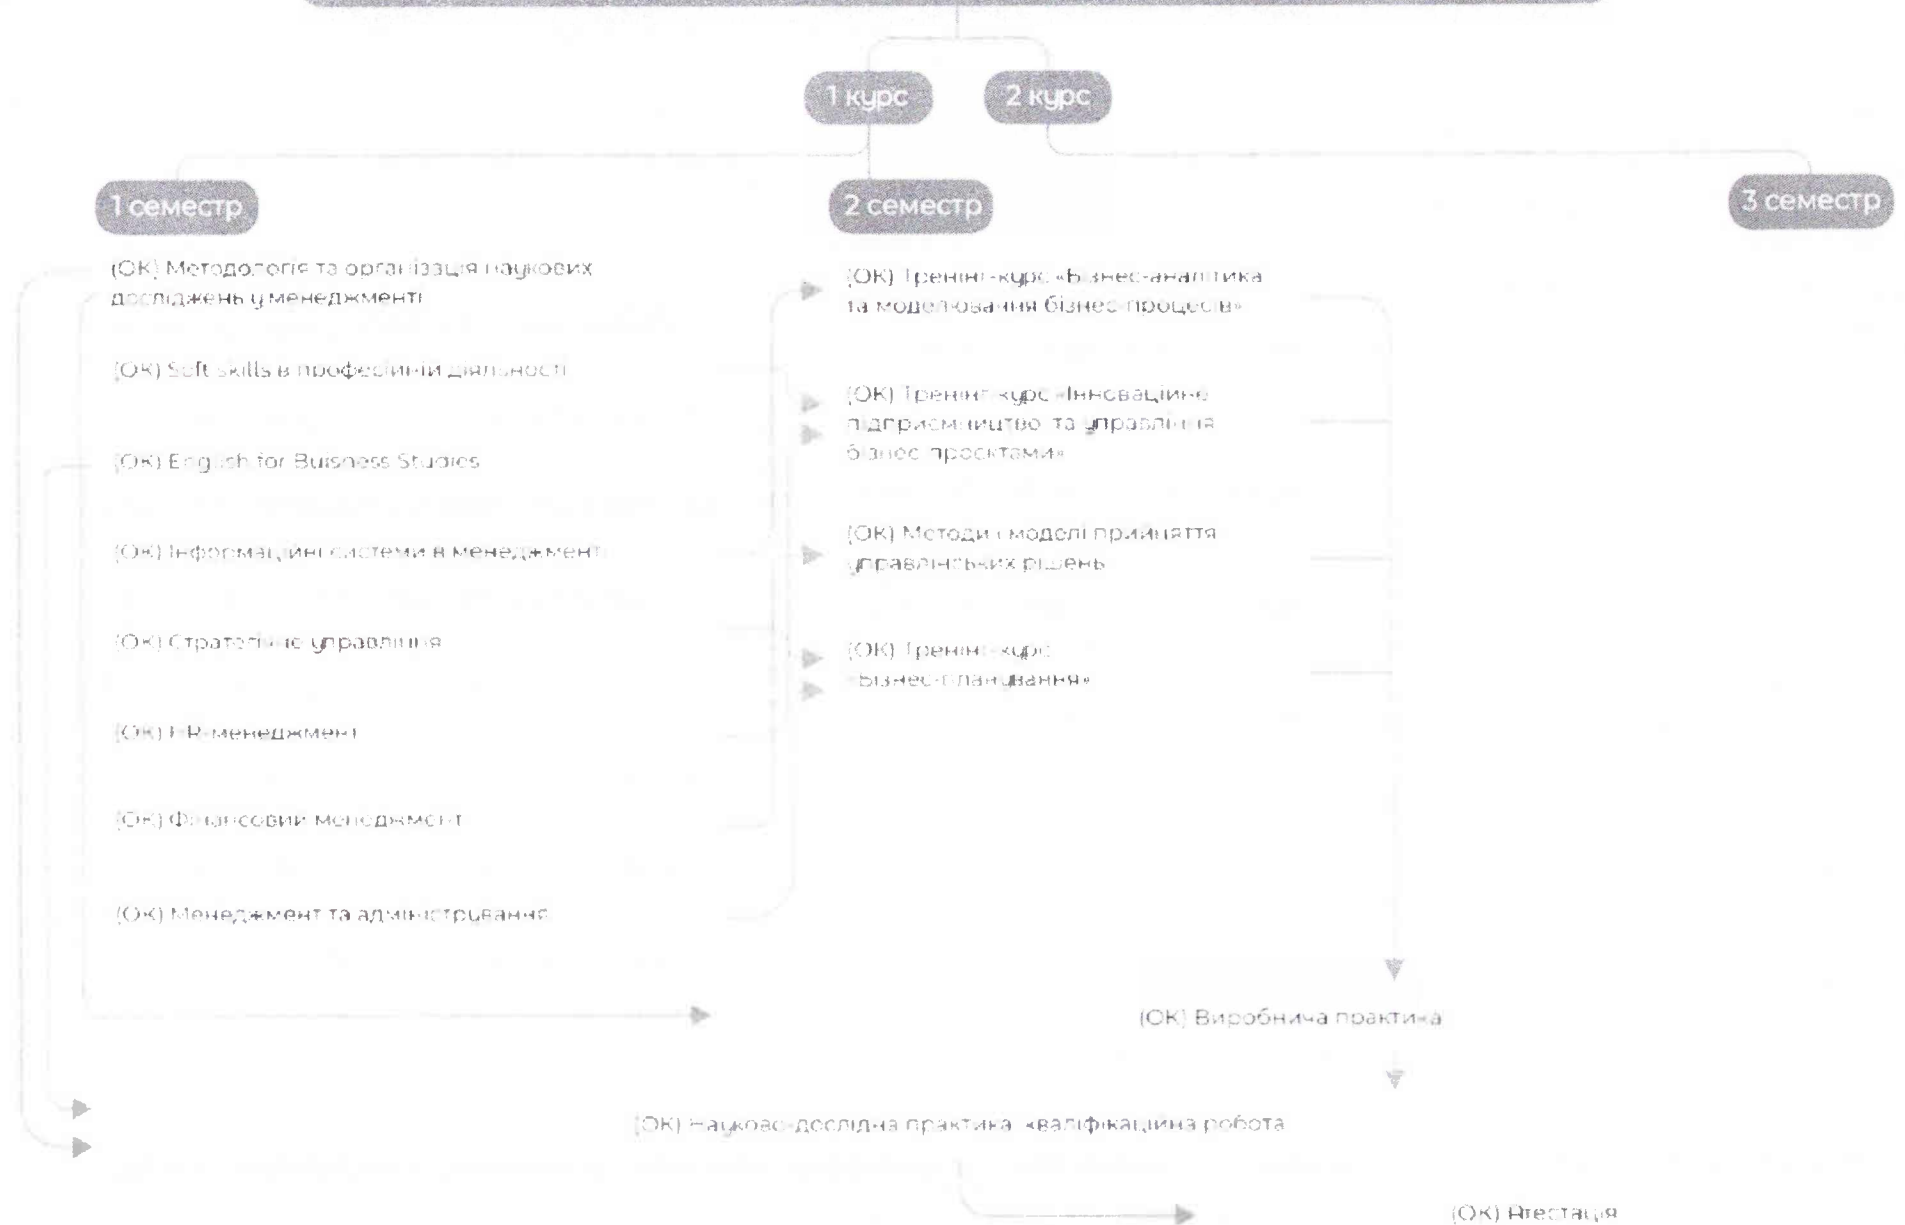 1 курс
2 курс
1 семестр
2 семестр
3 семестр
(ОК) Методологія та організація наукових
досліджень у менеджменті
(ОК) Soft skills в професійній діяльності
(ОК) English for Buisness Studies
(ОК) Інформаційні системи в менеджменті
(ОК) Стратегічне управління
(ОК) HR-менеджмент
(ОК) Фінансовий менеджмент
(ОК) Менеджмент та адміністрування
(ОК) Тренінг-курс «Бізнес-аналітика
та моделювання бізнес-процесів»
(ОК) Тренінг-курс «Інноваційне
підприємництво та управління
бізнес-проєктами»
(ОК) Методи і моделі прийняття
управлінських рішень
(ОК) Тренінг-курс
«Бізнес-планування»
(ОК) Виробнича практика
(ОК) Науково-дослідна практика, кваліфікаційна робота
(ОК) Атестація